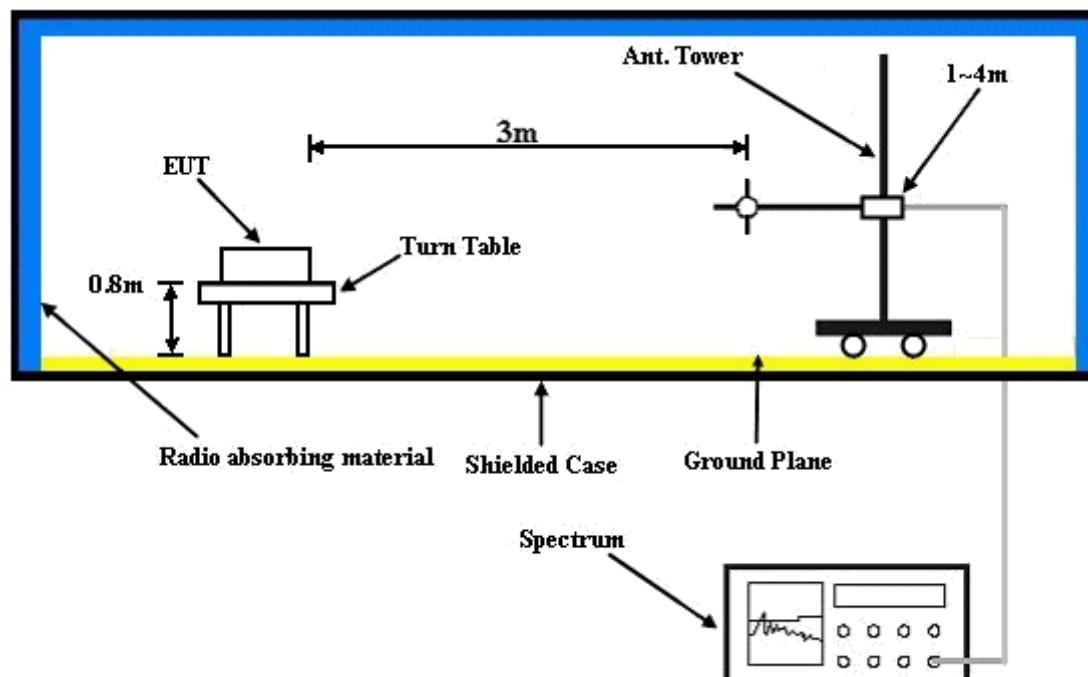 Ant. Tower
1~4m
3m
EUT
Turn Table
0.8m
Radio absorbing material
Shielded Case
Ground Plane
Spectrum